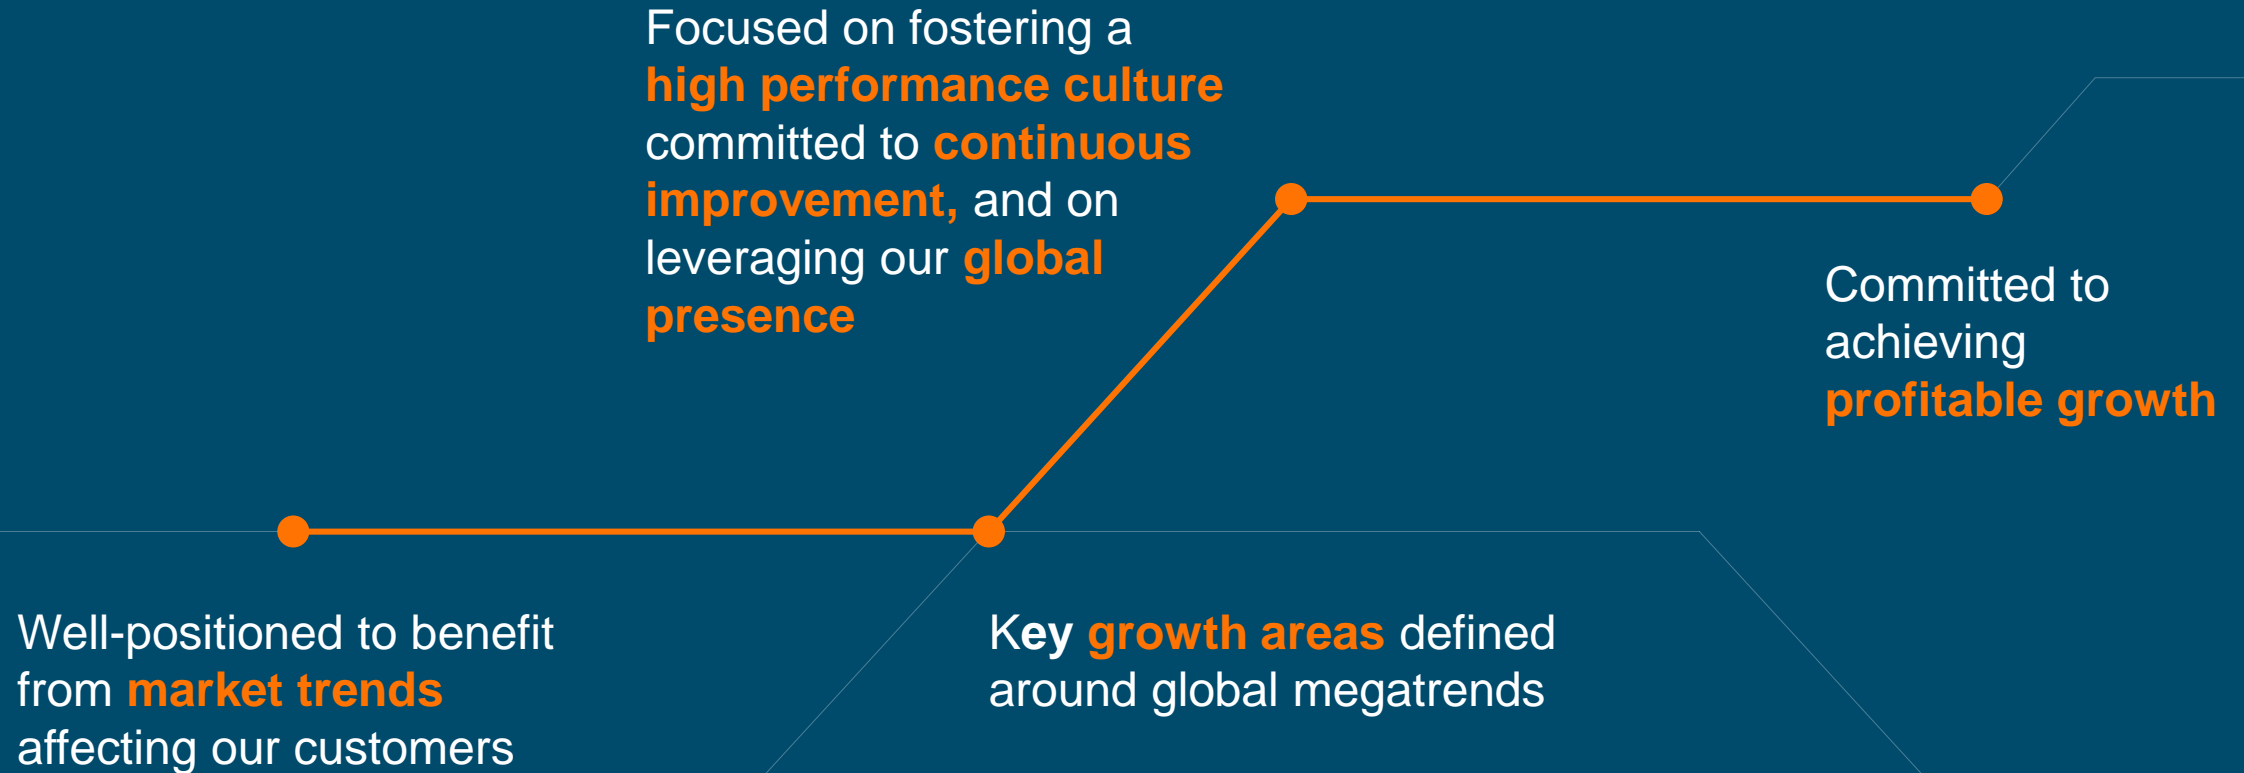 Focused on fostering a
high performance culture
committed to continuous
improvement, and on
leveraging our global
presence
Committed to
achieving
profitable growth
Well-positioned to benefit
from market trends
affecting our customers
Key growth areas defined
around global megatrends